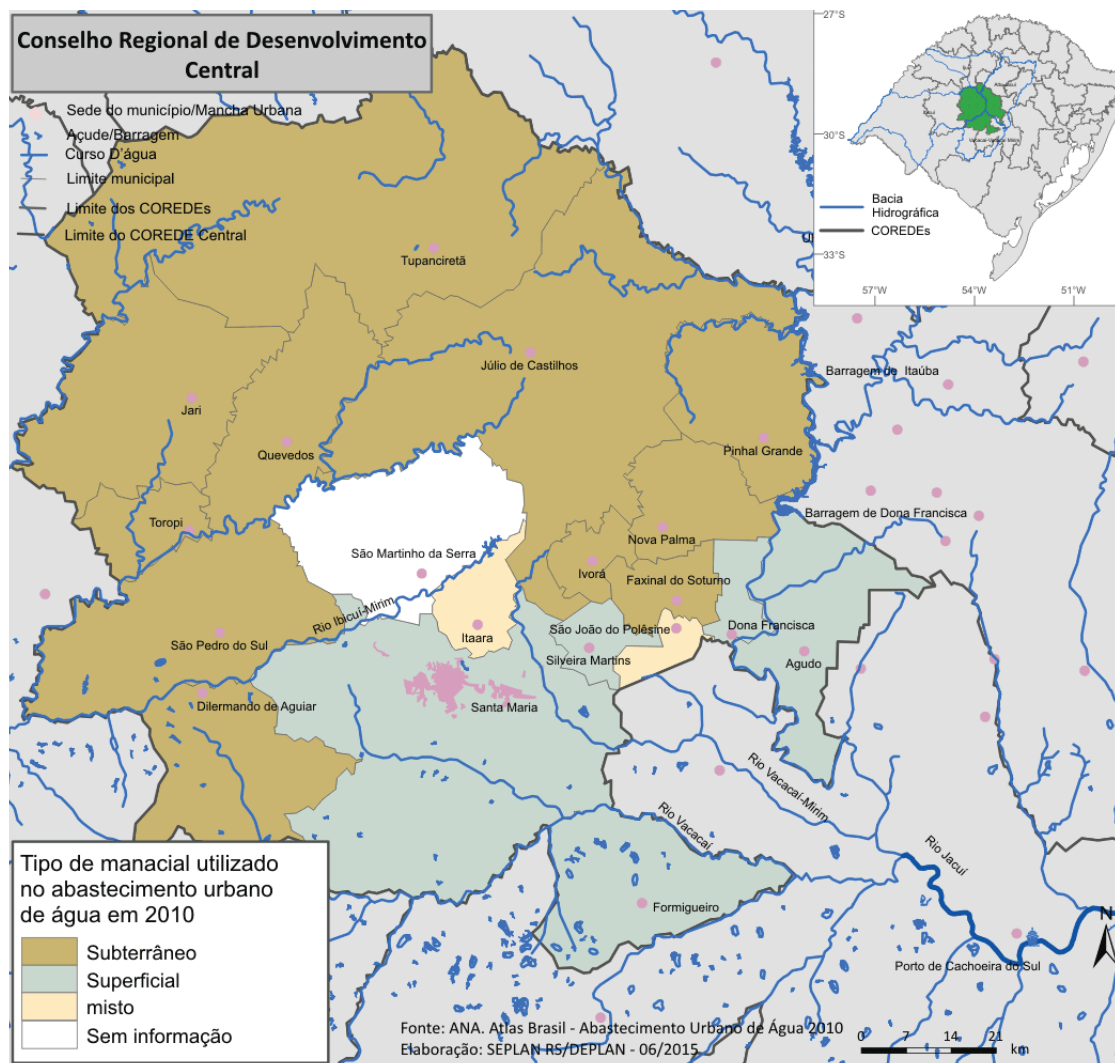 Conselho Regional de Desenvolvimento
Central
Sede do município/Mancha Urbana
Açude/Barragem
Curso D'água
Limite municipal
Limite dos COREDEs
Limite do COREDE Central
27°S
30°S
33°S
57°W
54°W
51°W
Bacia
Hidrográfica
COREDEs
Tupanciretã
Júlio de Castilhos
Barragem de Itaúba
Jari
Quevedos
Pinhal Grande
Toropi
Barragem de Dona Francisca
Nova Palma
São Martinho da Serra
Ivorá
Faxinal do Soturno
Rio Ibicuí-Mirim
Itaara
São João do Polêsine
Dona Francisca
São Pedro do Sul
Silveira Martins
Agudo
Dilermando de Aguiar
Santa Maria
Rio Vacacaí-Mirim
Rio Vacacaí
Rio Jacuí
Formigueiro
Porto de Cachoeira do Sul
N
Tipo de manacial utilizado
no abastecimento urbano
de água em 2010
Subterrâneo
Superficial
misto
Sem informação
Fonte: ANA. Atlas Brasil - Abastecimento Urbano de Água 2010
Elaboração: SEPLAN RS/DEPLAN - 06/2015
0 7 14 21
km